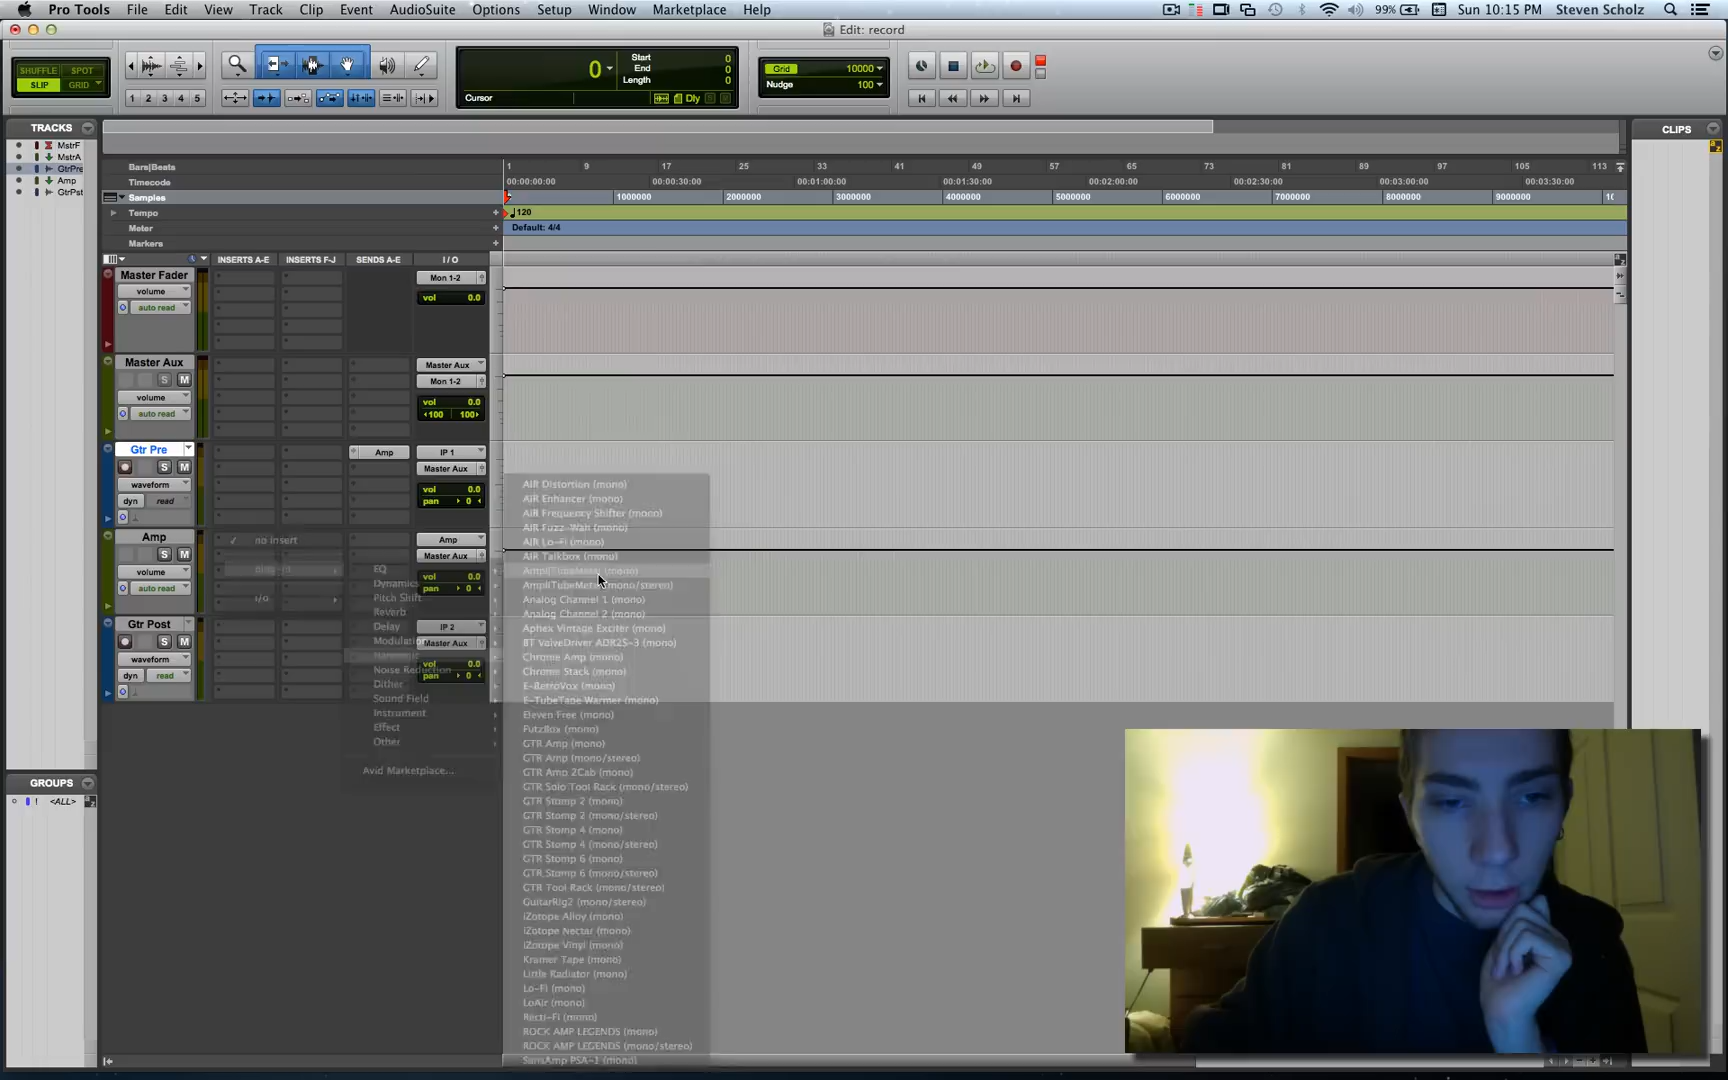 Pro Tools File Edit View Track Clip Event AudioSuite Options Setup Window Marketplace Help 99% Sun 10:15 PM Steven Scholz
Edit: record
SHUFFLE SPOT
SLIP GRID
1 2 3 4 5
0
Start 0
End 0
Length 0
Cursor Dly
Grid 10000
Nudge 100
TRACKS
MstrF
MstrA
GtrPre
Amp
GtrPst
CLIPS
Bars|Beats 1 9 17 25 33 41 49 57 65 73 81 89 97 105 113
Timecode 00:00:00:00 00:00:30:00 00:01:00:00 00:01:30:00 00:02:00:00 00:02:30:00 00:03:00:00 00:03:30:00
Samples 1000000 2000000 3000000 4000000 5000000 6000000 7000000 8000000 9000000
Tempo 120
Meter Default: 4/4
Markers
INSERTS A-E INSERTS F-J SENDS A-E I / O
Master Fader Mon 1-2
volume vol 0.0
auto read
Master Aux Master Aux
S M Mon 1-2
volume vol 0.0
auto read 100 100
Gtr Pre Amp IP 1
S M Master Aux
waveform vol 0.0
dyn read pan 0
Amp no insert Amp
S M Master Aux
volume vol 0.0
auto read I/O pan 0
Gtr Post IP 2
S M Master Aux
waveform vol 0.0
dyn read pan 0
EQ
Dynamics
Pitch Shift
Reverb
Delay
Modulation
Noise Reduction
Dither
Sound Field
Instrument
Effect
Other
Avid Marketplace...
AIR Distortion (mono)
AIR Enhancer (mono)
AIR Frequency Shifter (mono)
AIR Fuzz-Wah (mono)
AIR Lo-Fi (mono)
AIR Talkbox (mono)
(mono)
(mono/stereo)
Analog Channel 1 (mono)
Analog Channel 2 (mono)
Aphex Vintage Exciter (mono)
BT ValveDriver ADR2S-3 (mono)
Chrome Amp (mono)
Chrome Stack (mono)
E-RetroVox (mono)
E-TubeTape Warmer (mono)
Eleven Free (mono)
FutzBox (mono)
GTR Amp (mono)
GTR Amp (mono/stereo)
GTR Amp 2Cab (mono)
GTR Solo Tool Rack (mono/stereo)
GTR Stomp 2 (mono)
GTR Stomp 2 (mono/stereo)
GTR Stomp 4 (mono)
GTR Stomp 4 (mono/stereo)
GTR Stomp 6 (mono)
GTR Stomp 6 (mono/stereo)
GTR Tool Rack (mono/stereo)
GuitarRig2 (mono/stereo)
iZotope Alloy (mono)
iZotope Nectar (mono)
iZotope Vinyl (mono)
Kramer Tape (mono)
Little Radiator (mono)
Lo-Fi (mono)
LoAir (mono)
Recti-Fi (mono)
ROCK AMP LEGENDS (mono)
ROCK AMP LEGENDS (mono/stereo)
SansAmp PSA-1 (mono)
GROUPS
! <ALL>